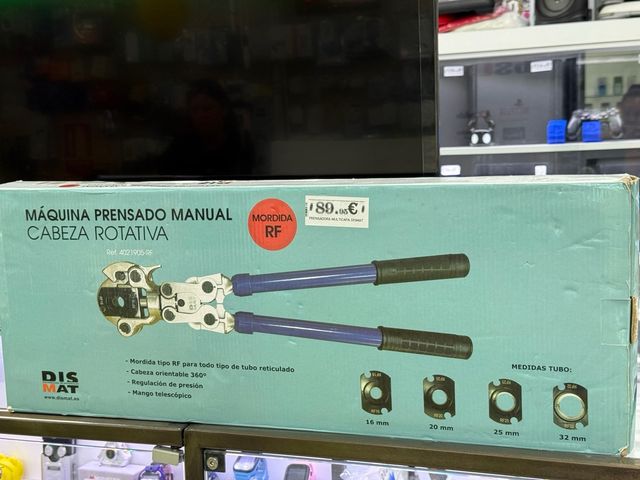 MÁQUINA PRENSADO MANUAL
CABEZA ROTATIVA
Ref. 4021905-RF
MORDIDA
RF
89.95€
PRENSADORA MULTICAPA DISMAT
- Mordida tipo RF para todo tipo de tubo reticulado
- Cabeza orientable 360º
- Regulación de presión
- Mango telescópico
DIS
MAT
www.dismat.es
MEDIDAS TUBO:
16 mm
20 mm
25 mm
32 mm